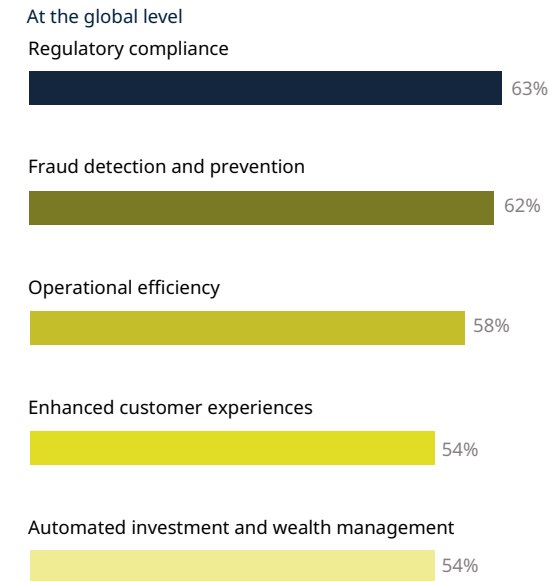 At the global level
Regulatory compliance
63%
Fraud detection and prevention
62%
Operational efficiency
58%
Enhanced customer experiences
54%
Automated investment and wealth management
54%